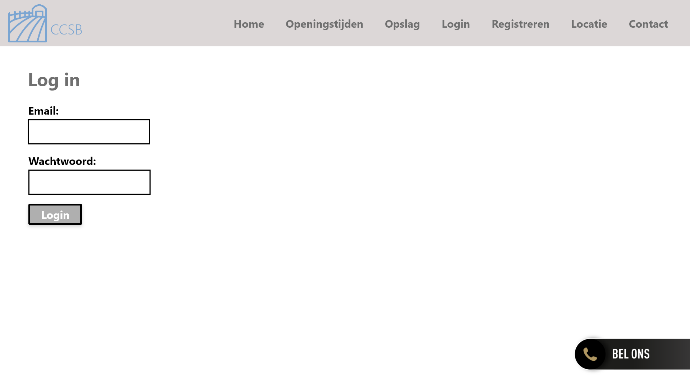 CCSB
Home Openingstijden Opslag Login Registreren Locatie Contact
Log in
Email:
Wachtwoord:
Login
BEL ONS